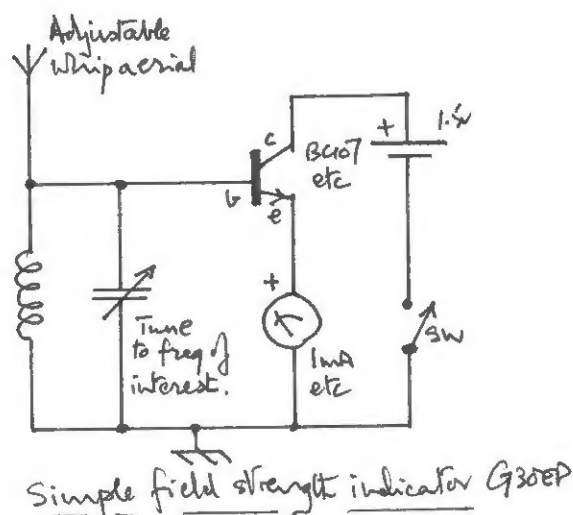 Adjustable
whip aerial
c
b
e
BC107
etc
+
1.5v
+
1mA
etc
SW
Tune
to freq of
interest.
Simple field strength indicator G3OEP